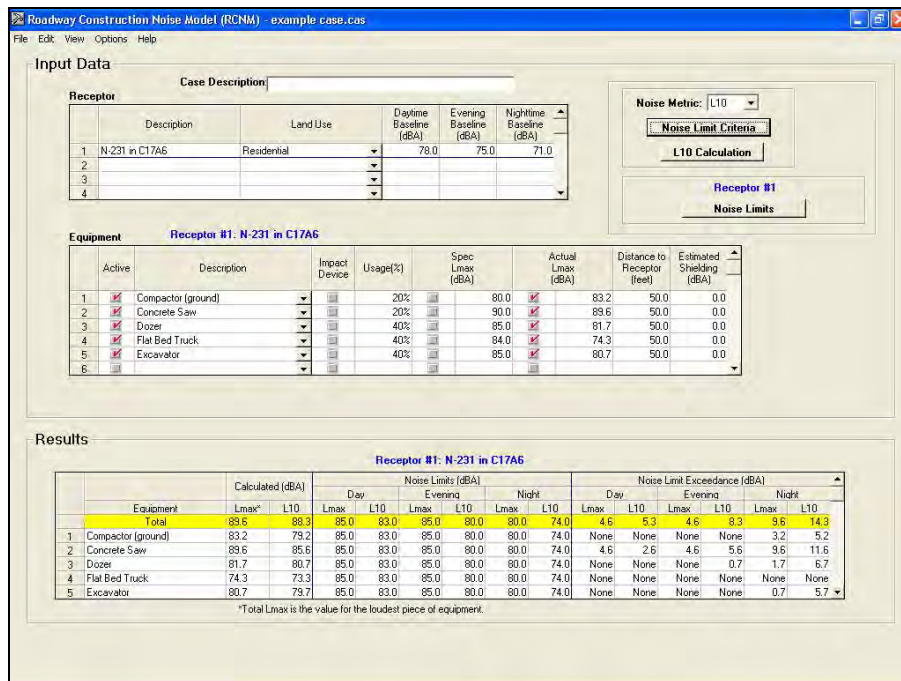 Roadway Construction Noise Model (RCNM) - example case.cas
File Edit View Options Help
Input Data
Case Description:
Receptor
Description Land Use Daytime Baseline (dBA) Evening Baseline (dBA) Nighttime Baseline (dBA)
1 N-231 in C17A6 Residential 78.0 75.0 71.0
2
3
4
Noise Metric: L10
Noise Limit Criteria
L10 Calculation
Receptor #1
Noise Limits
Equipment Receptor #1: N-231 in C17A6
Active Description Impact Device Usage(%) Spec Lmax (dBA) Actual Lmax (dBA) Distance to Receptor (feet) Estimated Shielding (dBA)
1 Compactor (ground) 20% 80.0 83.2 50.0 0.0
2 Concrete Saw 20% 90.0 89.6 50.0 0.0
3 Dozer 40% 85.0 81.7 50.0 0.0
4 Flat Bed Truck 40% 84.0 74.3 50.0 0.0
5 Excavator 40% 85.0 80.7 50.0 0.0
6
Results
Receptor #1: N-231 in C17A6
Calculated (dBA) Noise Limits (dBA) Noise Limit Exceedance (dBA)
Day Evening Night Day Evening Night
Equipment Lmax* L10 Lmax L10 Lmax L10 Lmax L10 Lmax L10 Lmax L10 Lmax L10
Total 89.6 88.3 85.0 83.0 85.0 80.0 80.0 74.0 4.6 5.3 4.6 8.3 9.6 14.3
1 Compactor (ground) 83.2 79.2 85.0 83.0 85.0 80.0 80.0 74.0 None None None None 3.2 5.2
2 Concrete Saw 89.6 85.6 85.0 83.0 85.0 80.0 80.0 74.0 4.6 2.6 4.6 5.6 9.6 11.6
3 Dozer 81.7 80.7 85.0 83.0 85.0 80.0 80.0 74.0 None None None 0.7 1.7 6.7
4 Flat Bed Truck 74.3 73.3 85.0 83.0 85.0 80.0 80.0 74.0 None None None None None None
5 Excavator 80.7 79.7 85.0 83.0 85.0 80.0 80.0 74.0 None None None None 0.7 5.7
*Total Lmax is the value for the loudest piece of equipment.